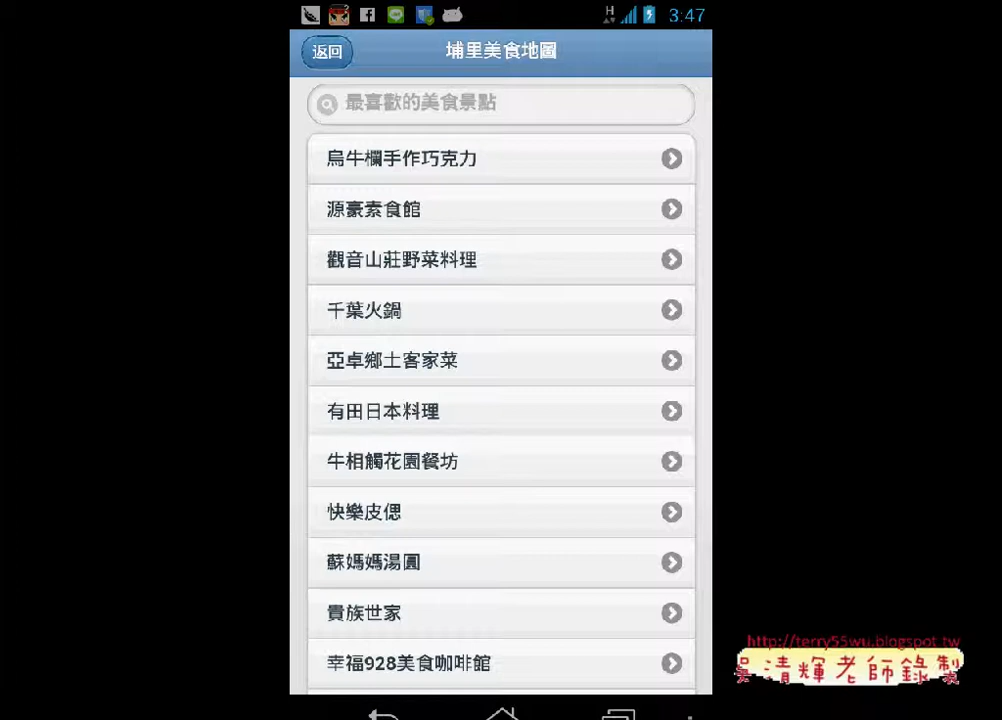 H
3:47
返回
埔里美食地圖
最喜歡的美食景點
烏牛欄手作巧克力
源豪素食館
觀音山莊野菜料理
千葉火鍋
亞卓鄉土客家菜
有田日本料理
牛相觸花園餐坊
快樂皮偲
蘇媽媽湯圓
貴族世家
幸福928美食咖啡館
http://terry55wu.blogspot.tw
吳清輝老師錄製